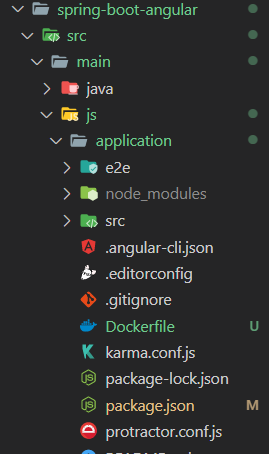 spring-boot-angular
src
main
java
js
application
e2e
node_modules
src
.angular-cli.json
.editorconfig
.gitignore
Dockerfile U
karma.conf.js
package-lock.json
package.json M
protractor.conf.js